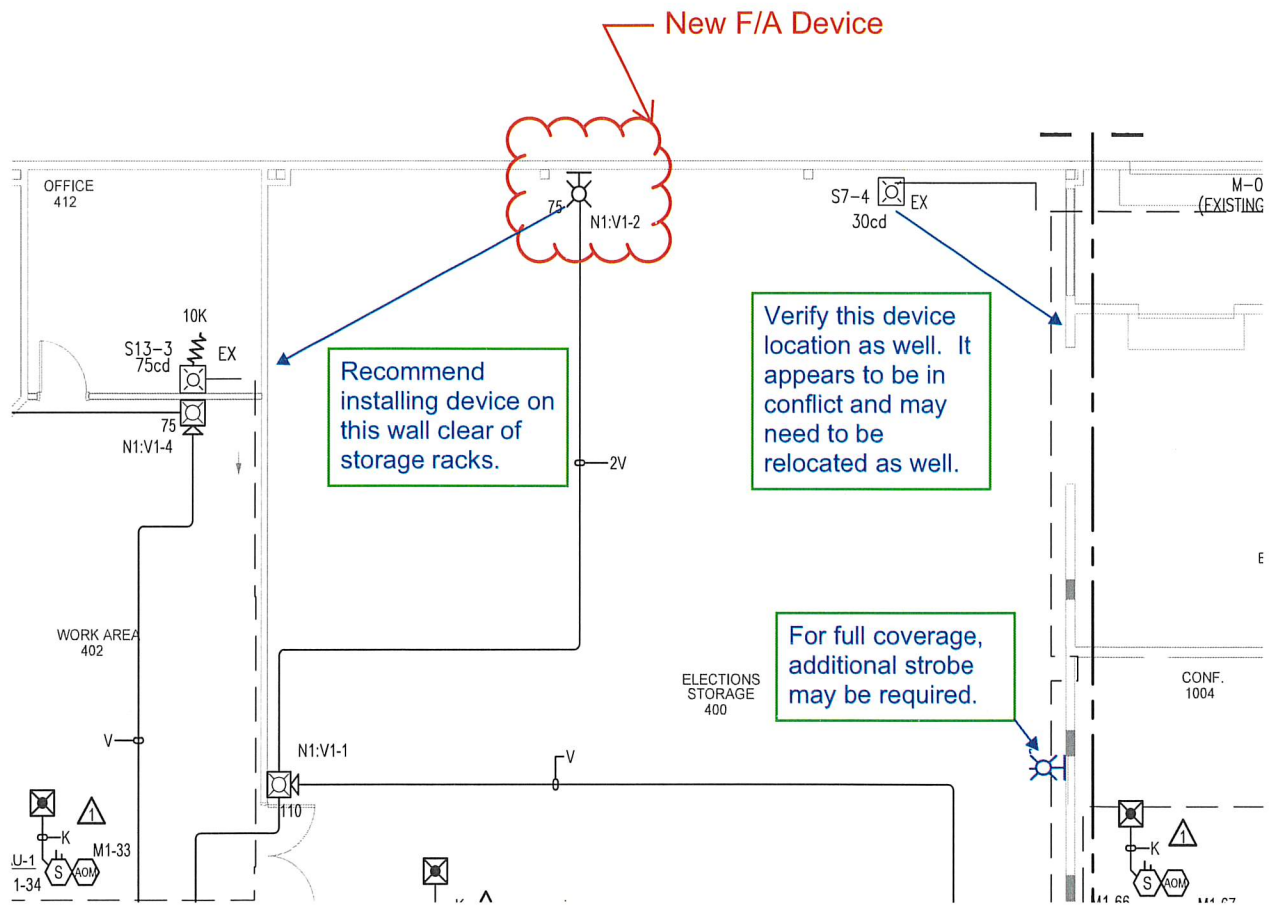 New F/A Device
OFFICE
412
75
N1:V1-2
S7-4
EX
30cd
M-0
(EXISTING
10K
S13-3
75cd
EX
75
N1:V1-4
Recommend
installing device on
this wall clear of
storage racks.
Verify this device
location as well. It
appears to be in
conflict and may
need to be
relocated as well.
2V
WORK AREA
402
ELECTIONS
STORAGE
400
For full coverage,
additional strobe
may be required.
CONF.
1004
V
N1:V1-1
V
110
1
K
M1-33
1-34
S
AOM
1
K
S
AOM
M1-66
M1-67